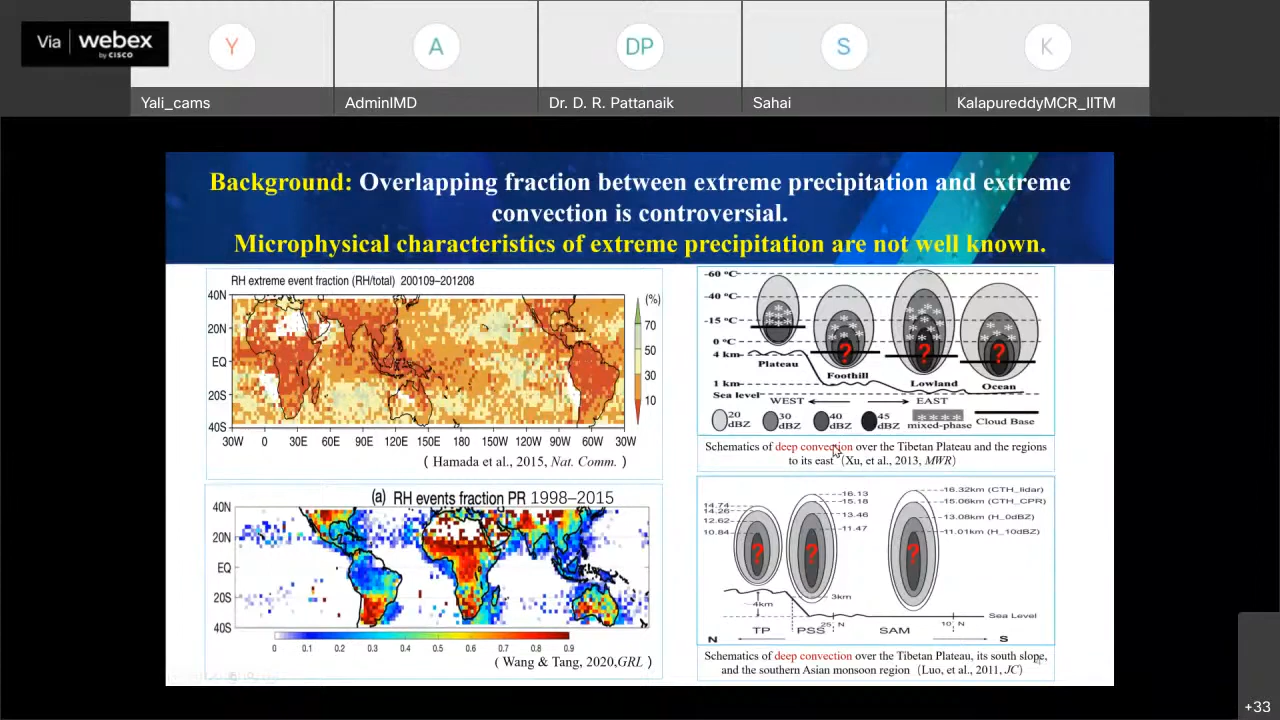 Via webex
by CISCO
Y
A
DP
S
K
Yali_cams
AdminIMD
Dr. D. R. Pattanaik
Sahai
KalapureddyMCR_IITM
Background: Overlapping fraction between extreme precipitation and extreme
convection is controversial.
Microphysical characteristics of extreme precipitation are not well known.
RH extreme event fraction (RH/total) 200109–201208
40N
20N
EQ
20S
40S
30W 0 30E 60E 90E 120E 150E 180 150W 120W 90W 60W 30W
(%)
70
50
30
10
( Hamada et al., 2015, Nat. Comm. )
(a) RH events fraction PR 1998–2015
40N
20N
EQ
20S
40S
0 0.1 0.2 0.3 0.4 0.5 0.6 0.7 0.8 0.9
( Wang & Tang, 2020,GRL )
-60 ºC
-40 ºC
-15 ºC
0 ºC
4 km
? ? ?
Plateau
Foothill
Lowland
Ocean
1 km
Sea level
WEST EAST
20 dBZ
30 dBZ
40 dBZ
45 dBZ
mixed-phase
Cloud Base
Schematics of deep convection over the Tibetan Plateau and the regions
to its east (Xu, et al., 2013, MWR)
14.74
14.26
12.62
10.84
16.13
15.18
13.46
11.47
16.32km (CTH_lidar)
15.06km (CTH_CPR)
13.08km (H_0dBZ)
11.01km (H_10dBZ)
? ? ?
4km
3km
Sea Level
TP PSS 25 N SAM 10 N
N S
Schematics of deep convection over the Tibetan Plateau, its south slope,
and the southern Asian monsoon region (Luo, et al., 2011, JC)
+33